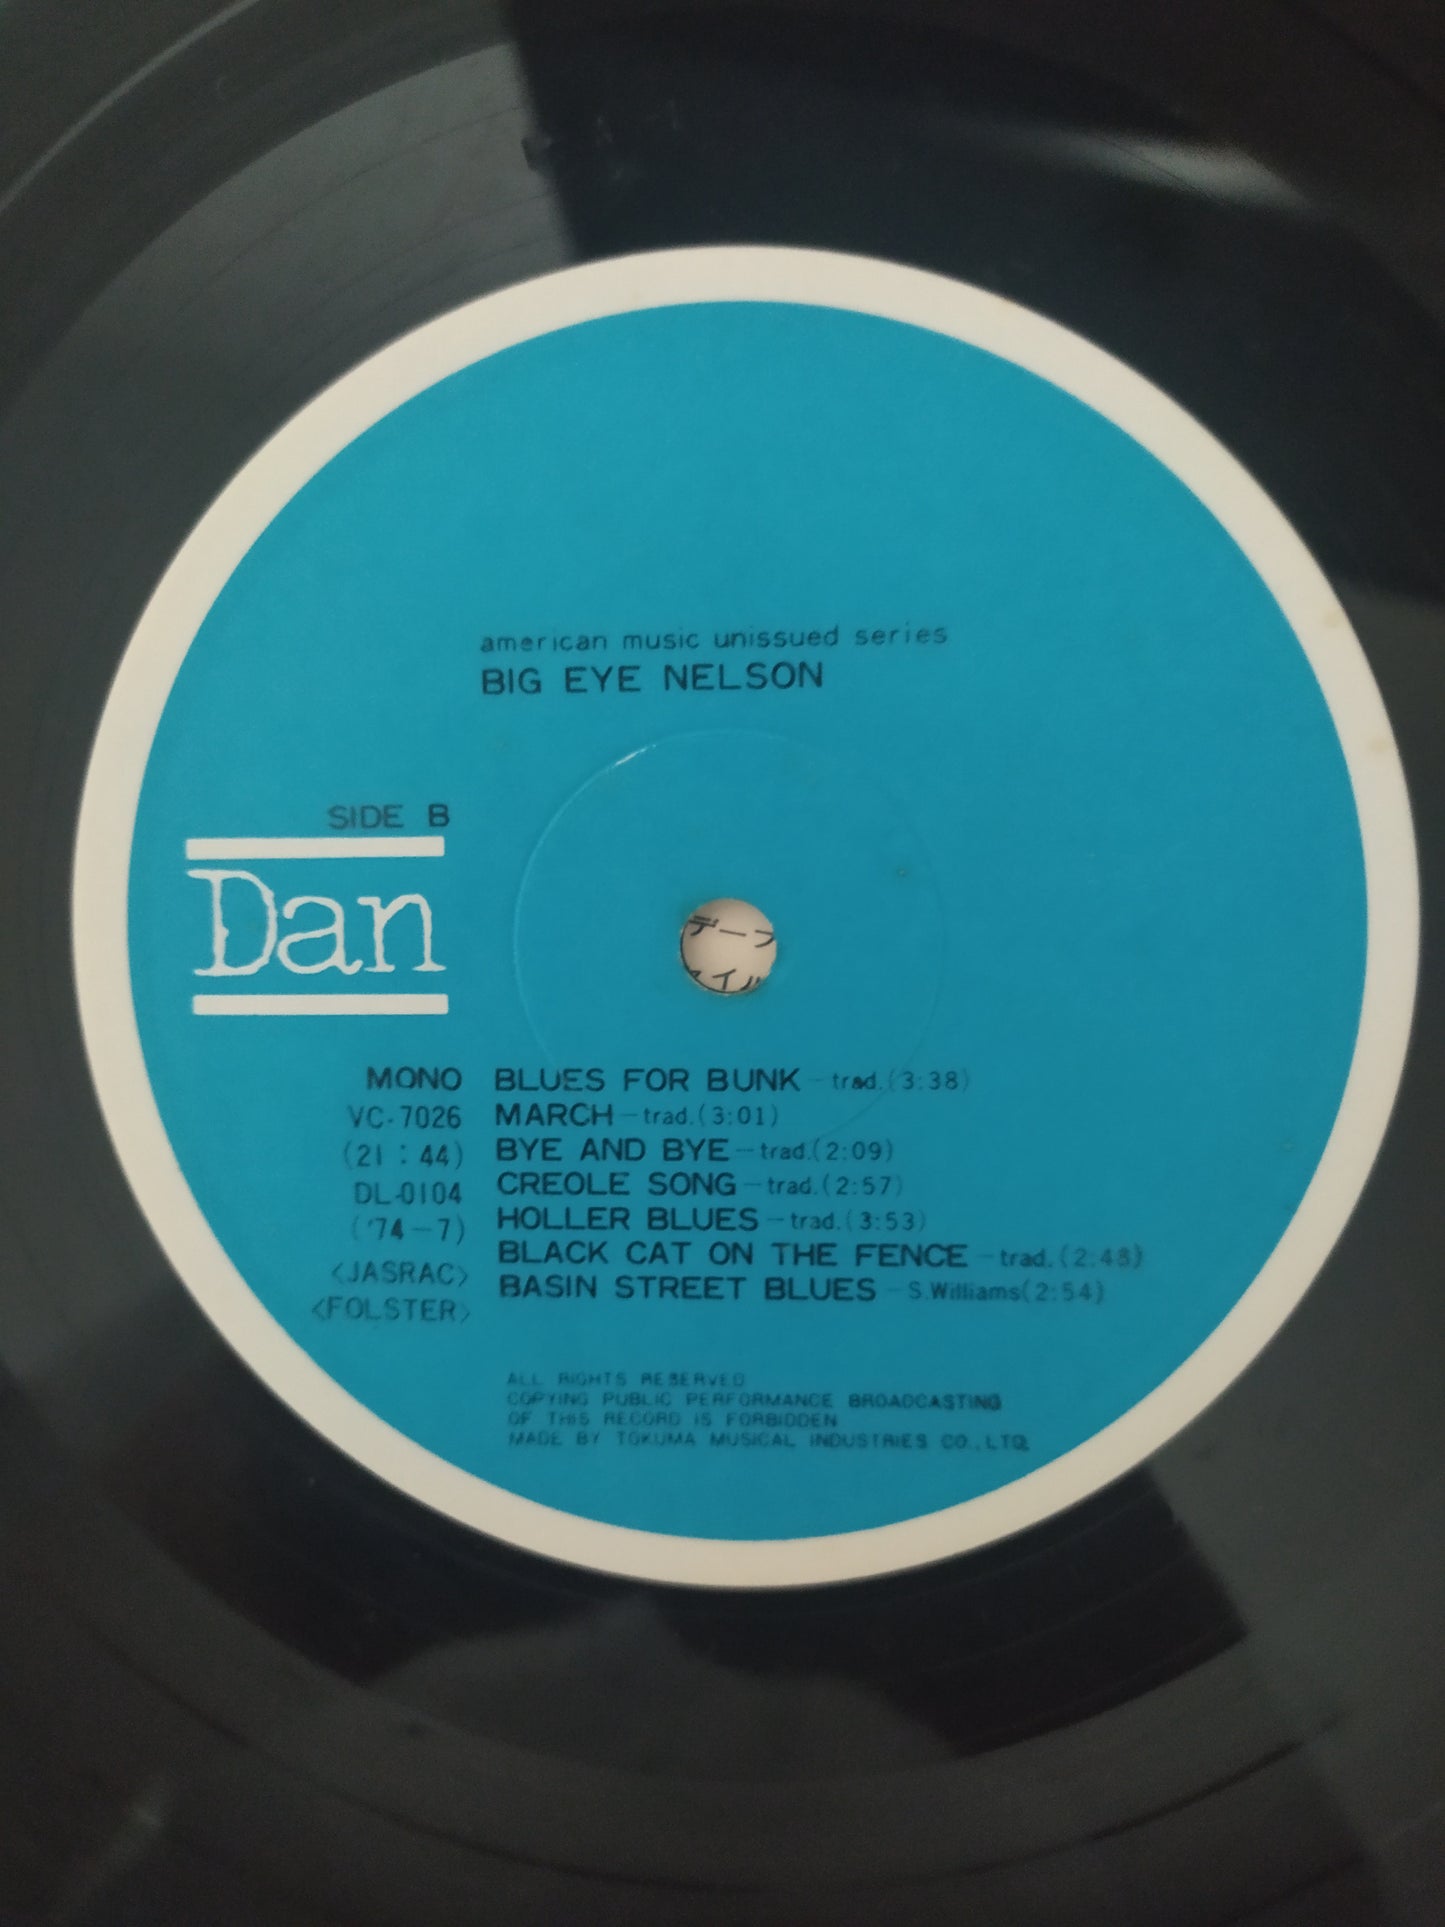 american music unissued series
BIG EYE NELSON
SIDE B
Dan
MONO
VC-7026
(21:44)
DL-0104
('74-7)
<JASRAC>
<FOLSTER>
BLUES FOR BUNK - trad.(3:38)
MARCH - trad.(3:01)
BYE AND BYE - trad.(2:09)
CREOLE SONG - trad.(2:57)
HOLLER BLUES - trad.(3:53)
BLACK CAT ON THE FENCE - trad.(2:48)
BASIN STREET BLUES - S.Williams(2:54)
ALL RIGHTS RESERVED
COPYING PUBLIC PERFORMANCE BROADCASTING
OF THIS RECORD IS FORBIDDEN
MADE BY TOKUMA MUSICAL INDUSTRIES CO.,LTD.